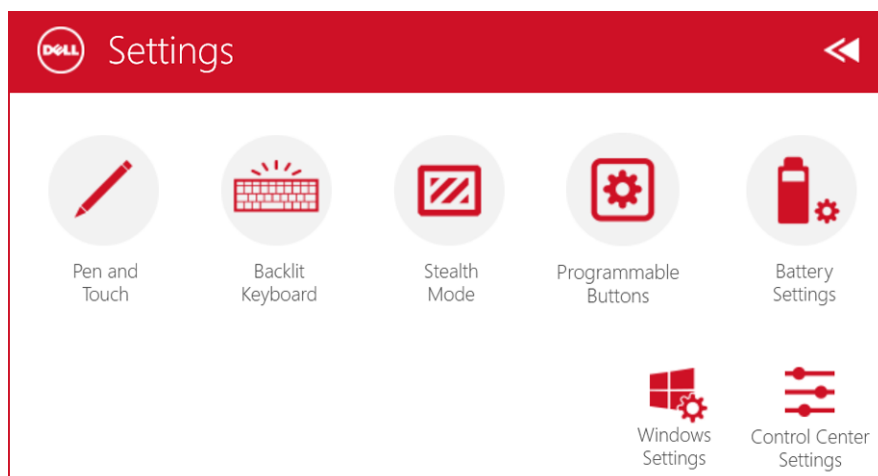 DELL Settings
Pen and
Touch
Backlit
Keyboard
Stealth
Mode
Programmable
Buttons
Battery
Settings
Windows
Settings
Control Center
Settings